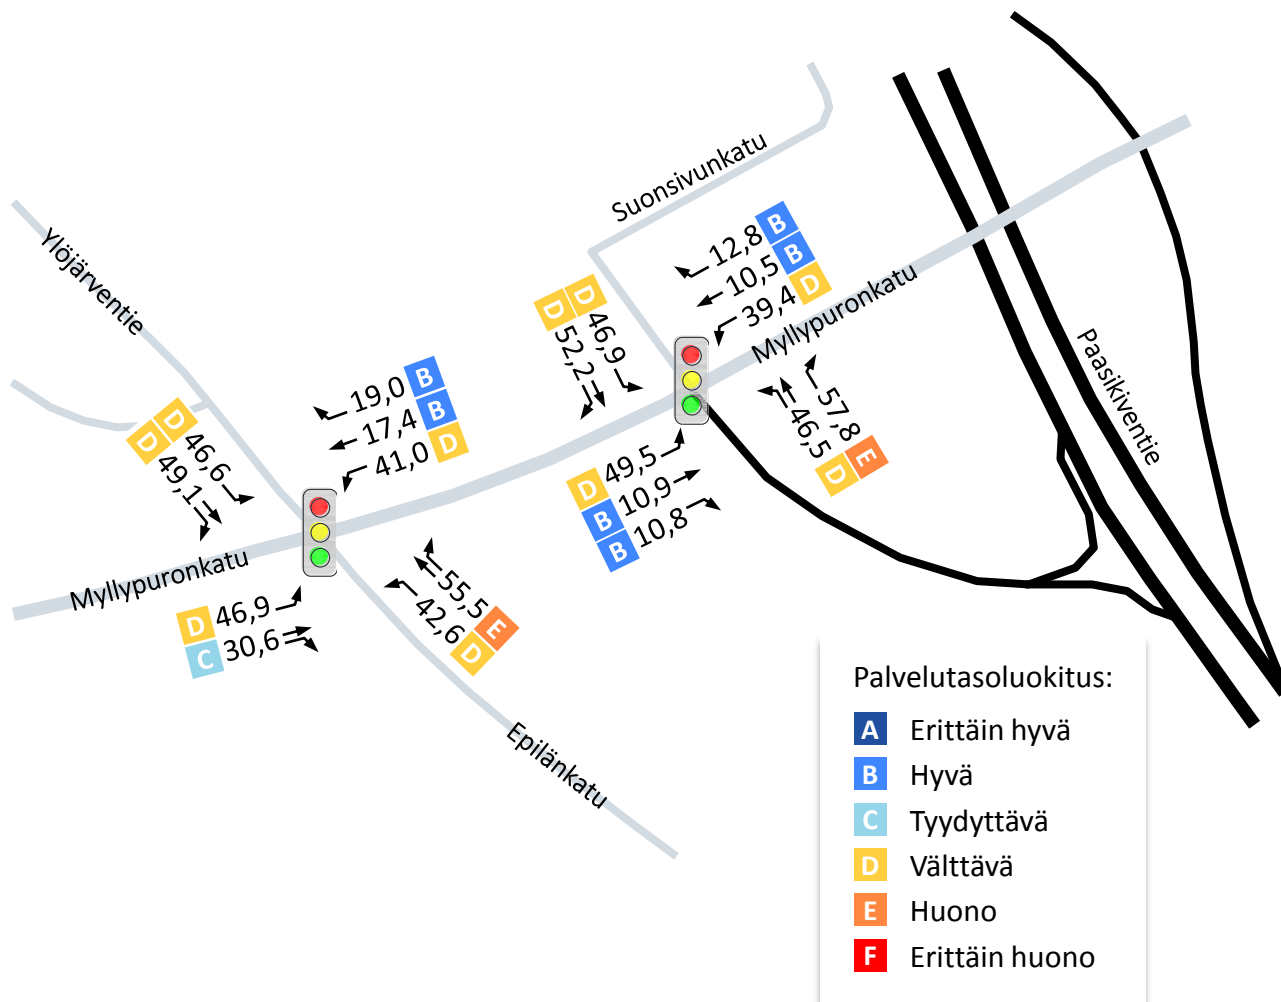 Suonsivunkatu
Ylöjärventie
12,8 B
10,5 B
39,4 D
Myllypuronkatu
D 46,9
D 52,2
Paasikiventie
19,0 B
17,4 B
41,0 D
57,8 E
46,5 D
D 46,6
D 49,1
D 49,5
B 10,9
B 10,8
Myllypuronkatu
55,5 E
42,6 D
D 46,9
C 30,6
Epilänkatu
Palvelutasoluokitus:
A Erittäin hyvä
B Hyvä
C Tyydyttävä
D Välttävä
E Huono
F Erittäin huono